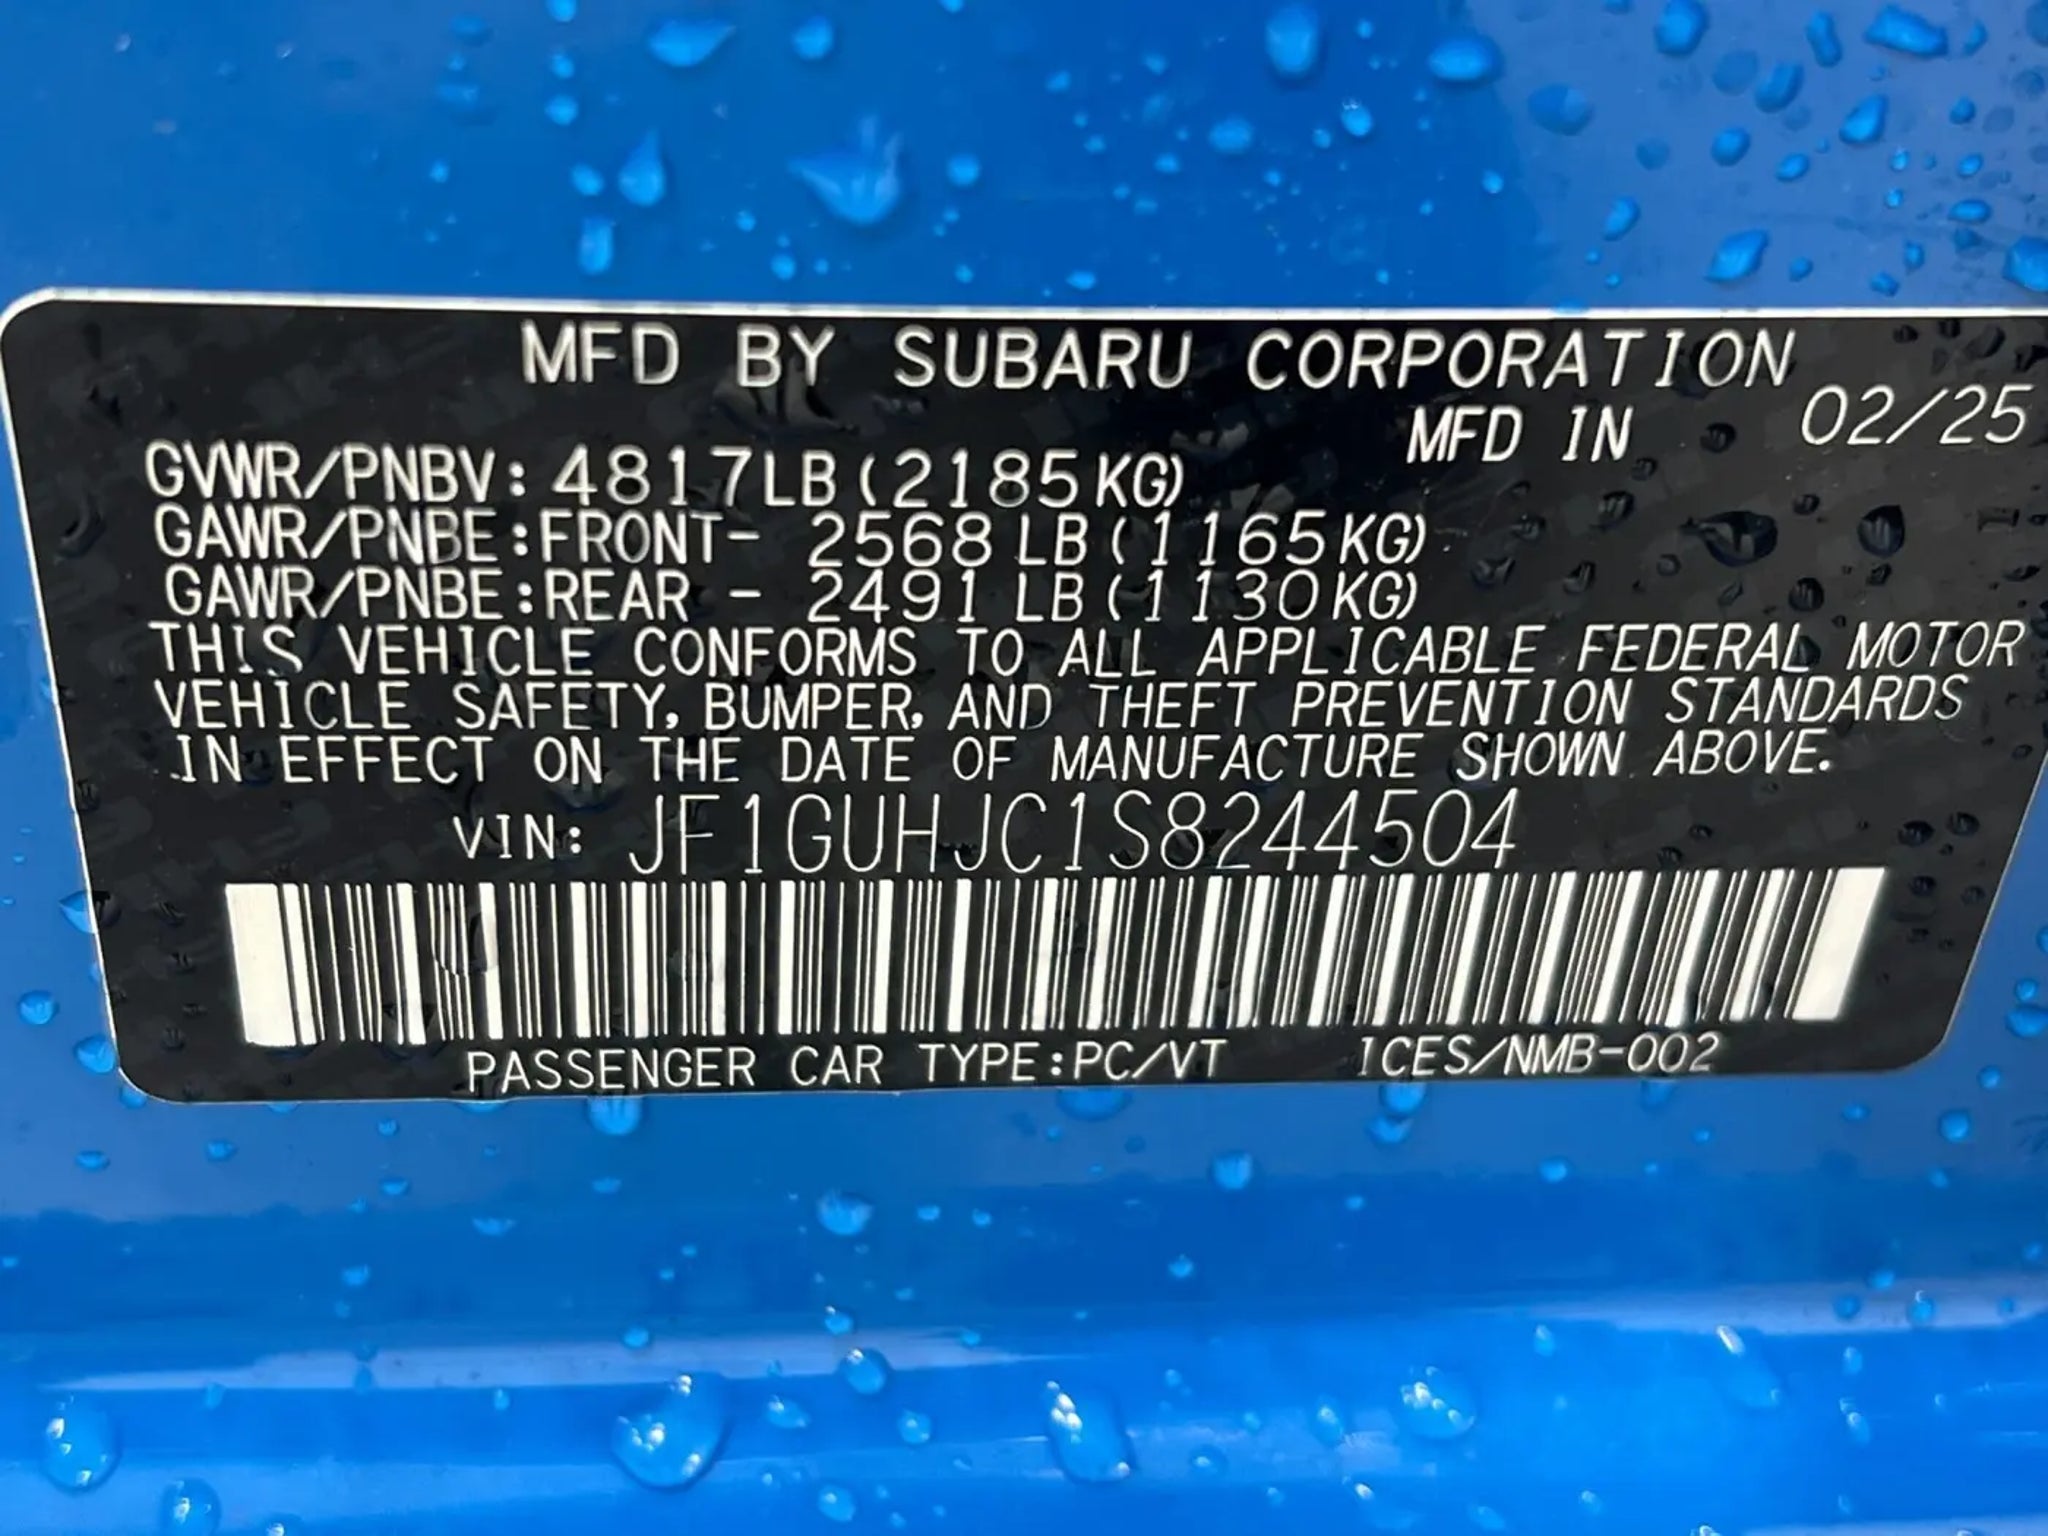 MFD BY SUBARU CORPORATION
MFD IN 02/25
GVWR/PNBV: 4817LB (2185KG)
GAWR/PNBE:FRONT- 2568 LB (1165KG)
GAWR/PNBE:REAR - 2491 LB (1130KG)
THIS VEHICLE CONFORMS TO ALL APPLICABLE FEDERAL MOTOR
VEHICLE SAFETY, BUMPER, AND THEFT PREVENTION STANDARDS
IN EFFECT ON THE DATE OF MANUFACTURE SHOWN ABOVE.
VIN: JF1GUHJC1S8244504
PASSENGER CAR TYPE:PC/VT ICES/NMB-002